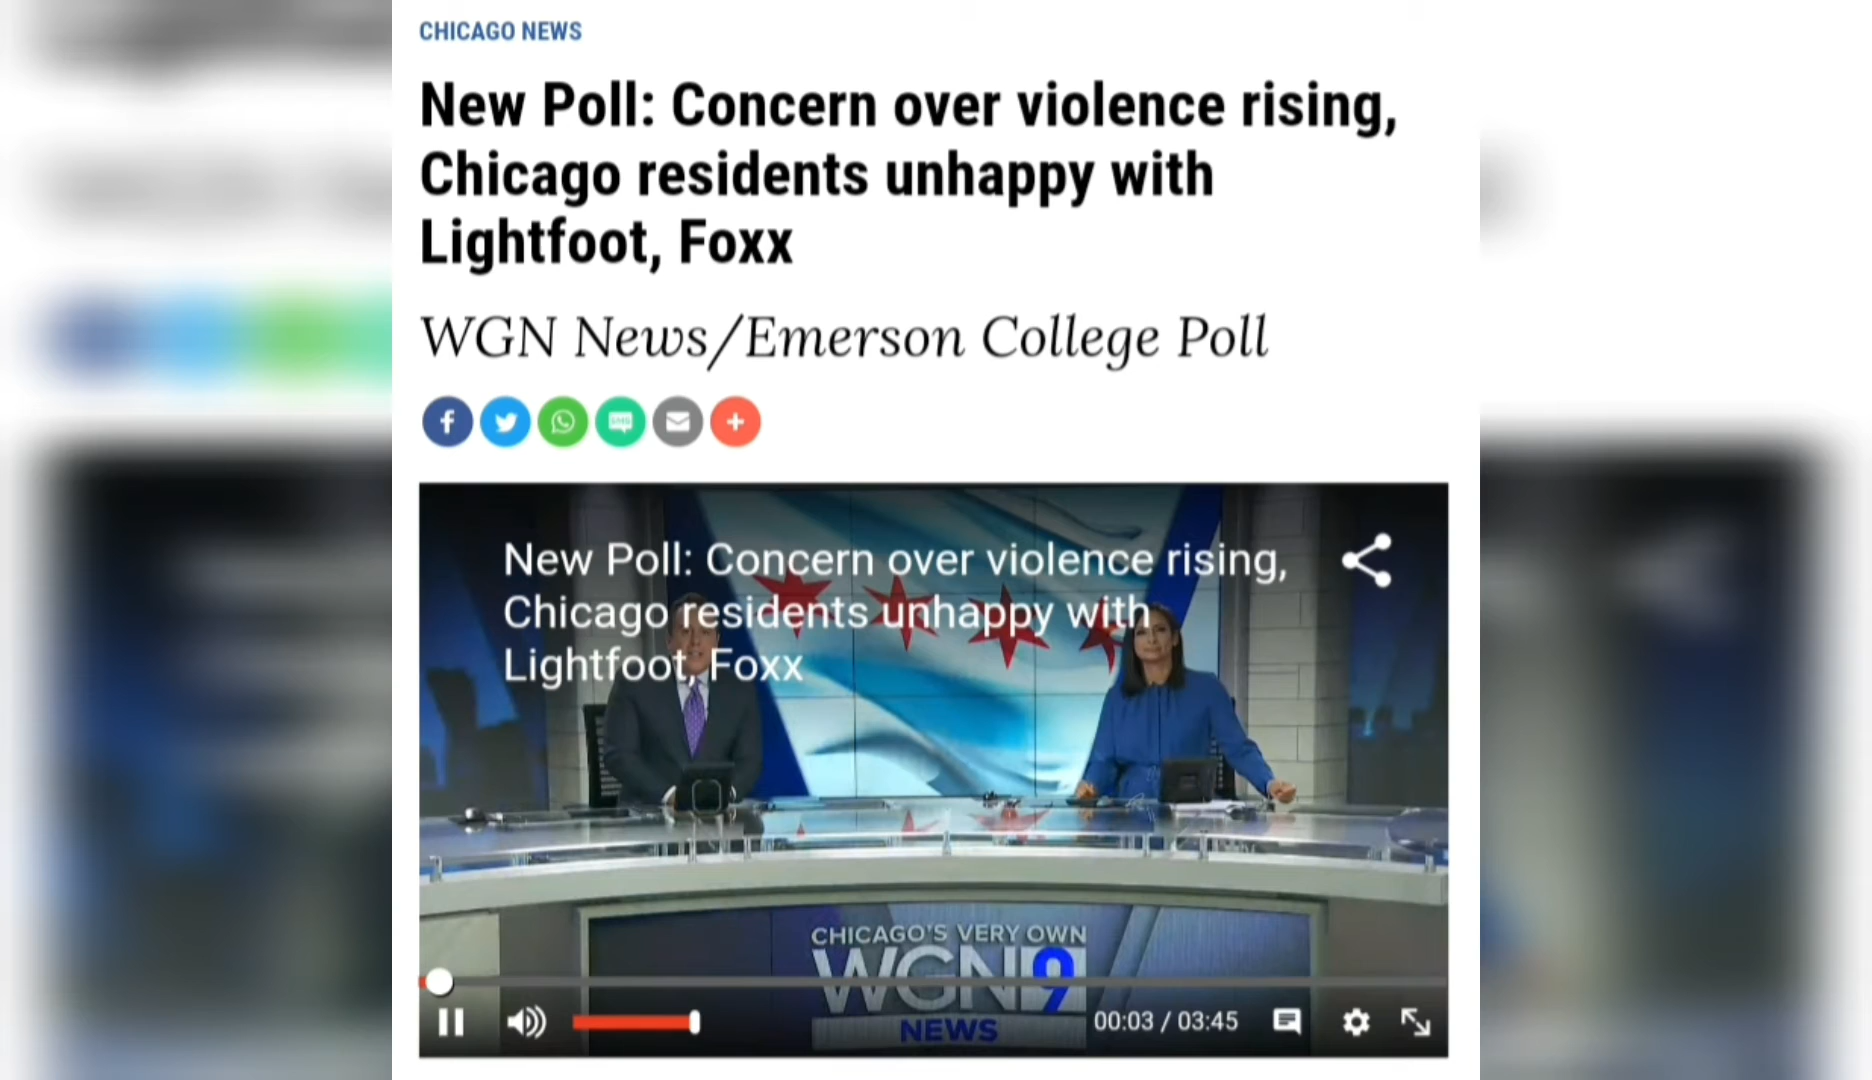 CHICAGO NEWS
New Poll: Concern over violence rising,
Chicago residents unhappy with
Lightfoot, Foxx
WGN News/Emerson College Poll
f
SMS
New Poll: Concern over violence rising,
Chicago residents unhappy with
Lightfoot, Foxx
CHICAGO'S VERY OWN
WGN9
NEWS
00:03 / 03:45